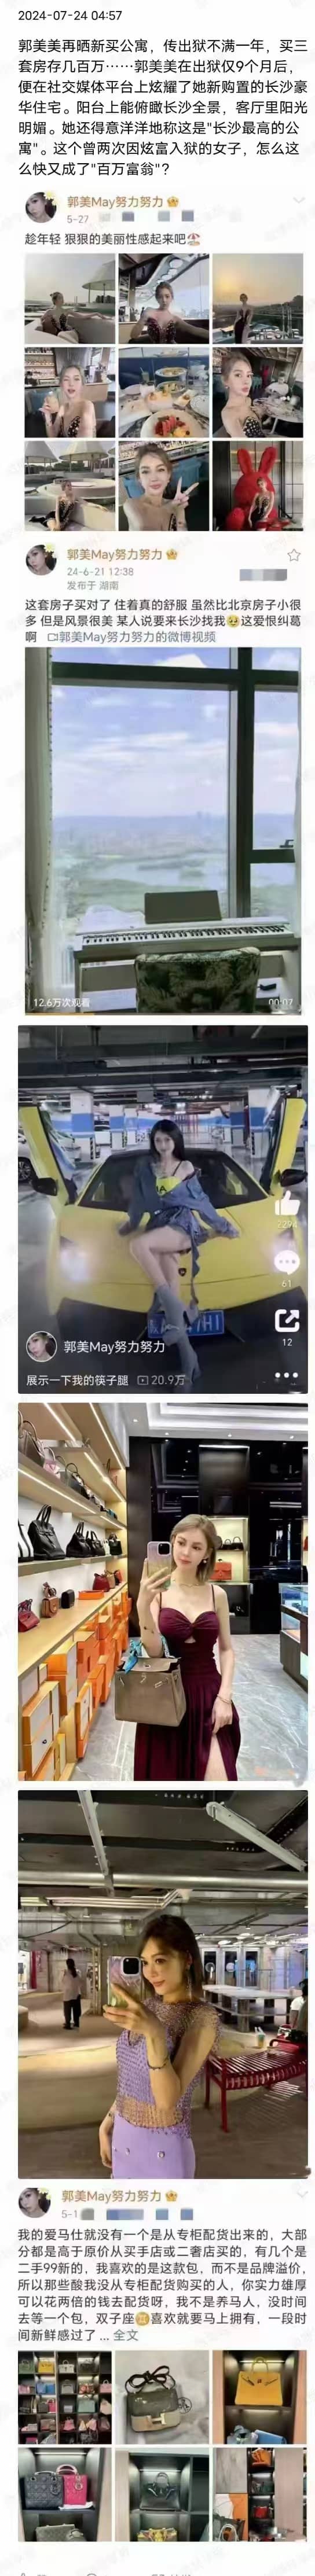 2024-07-24 04:57
郭美美再晒新买公寓，传出狱不满一年，买三
套房存几百万……郭美美在出狱仅9个月后，
便在社交媒体平台上炫耀了她新购置的长沙豪
华住宅。阳台上能俯瞰长沙全景，客厅里阳光
明媚。她还得意洋洋地称这是"长沙最高的公
寓"。这个曾两次因炫富入狱的女子，怎么这
么快又成了"百万富翁"？
郭美May努力努力
5-27
趁年轻 狠狠的美丽性感起来吧
郭美May努力努力
24-6-21 12:38
发布于 湖南
这套房子买对了 住着真的舒服 虽然比北京房子小很
多 但是风景很美 某人说要来长沙找我🥹这爱恨纠葛
啊 郭美May努力努力的微博视频
12.6万次观看
00:07
2294
61
12
郭美May努力努力
展示一下我的筷子腿 20.9万
郭美May努力努力
5-1
我的爱马仕就没有一个是从专柜配货出来的，大部
分都是高于原价从买手店或二奢店买的，有几个是
二手99新的，我喜欢的是这款包，而不是品牌溢价，
所以那些酸我没从专柜配货购买的人，你实力雄厚
可以花两倍的钱去配货呀，我不是养马人，没时间
去等一个包，双子座♊喜欢就要马上拥有，一段时
间新鲜感过了 ... 全文